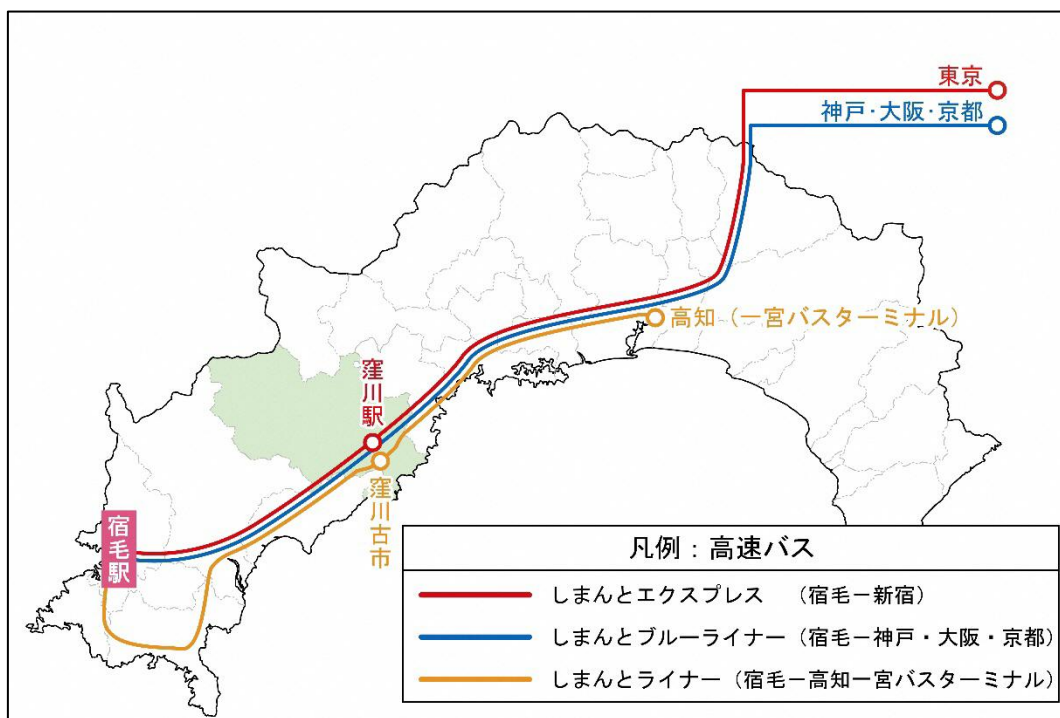 東京
神戸・大阪・京都
高知（一宮バスターミナル）
窪川駅
窪川古市
宿毛駅
凡例：高速バス
しまんとエクスプレス　（宿毛－新宿）
しまんとブルーライナー（宿毛－神戸・大阪・京都）
しまんとライナー（宿毛－高知一宮バスターミナル）